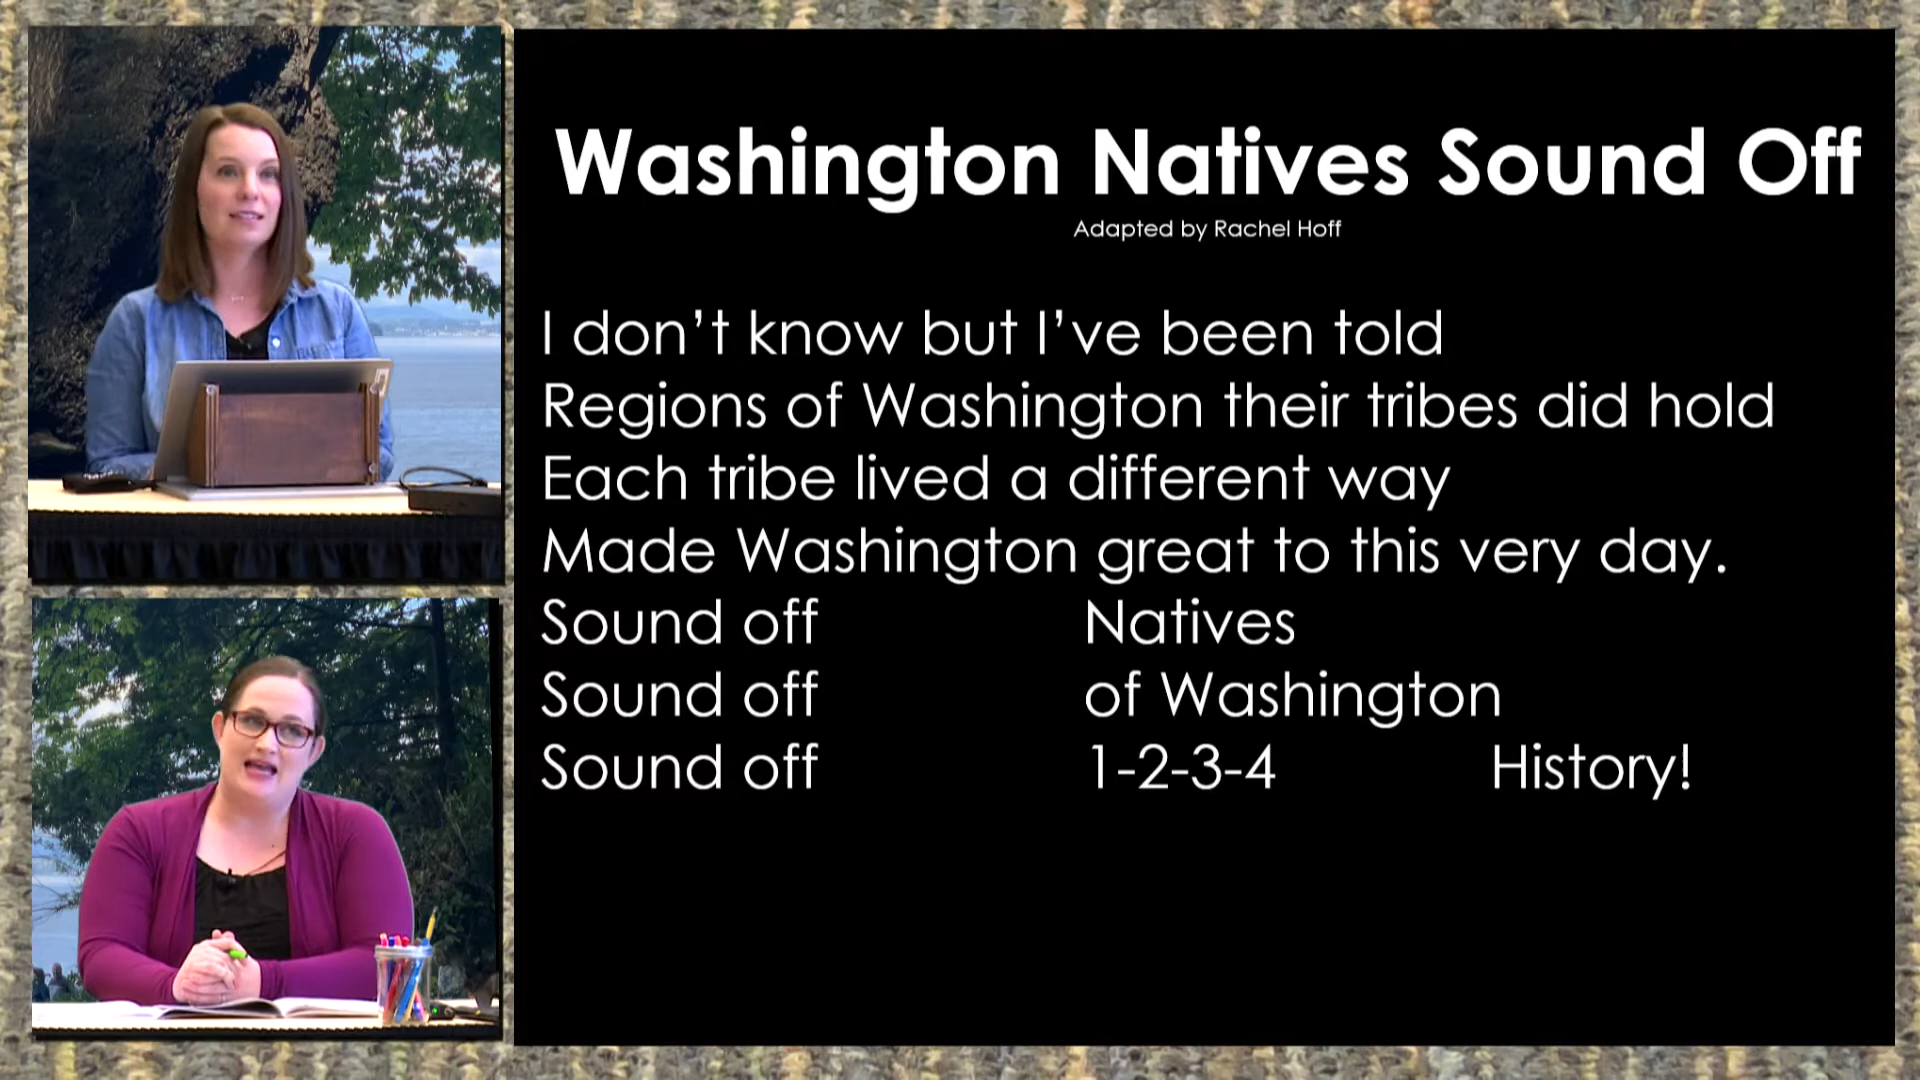 Washington Natives Sound Off
Adapted by Rachel Hoff
I don’t know but I’ve been told
Regions of Washington their tribes did hold
Each tribe lived a different way
Made Washington great to this very day.
Sound off Natives
Sound off of Washington
Sound off 1-2-3-4 History!